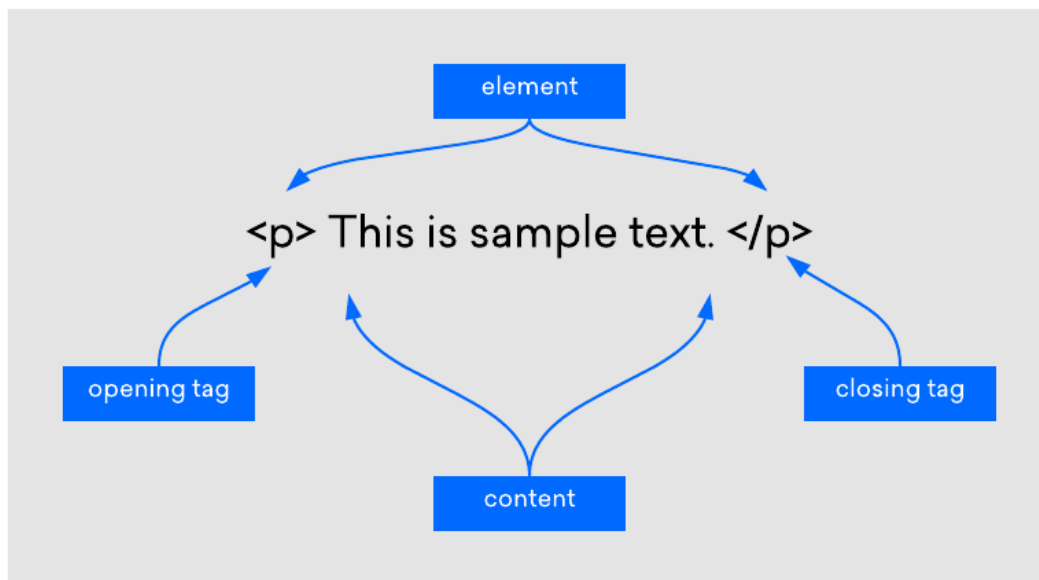 element
<p> This is sample text. </p>
opening tag
closing tag
content